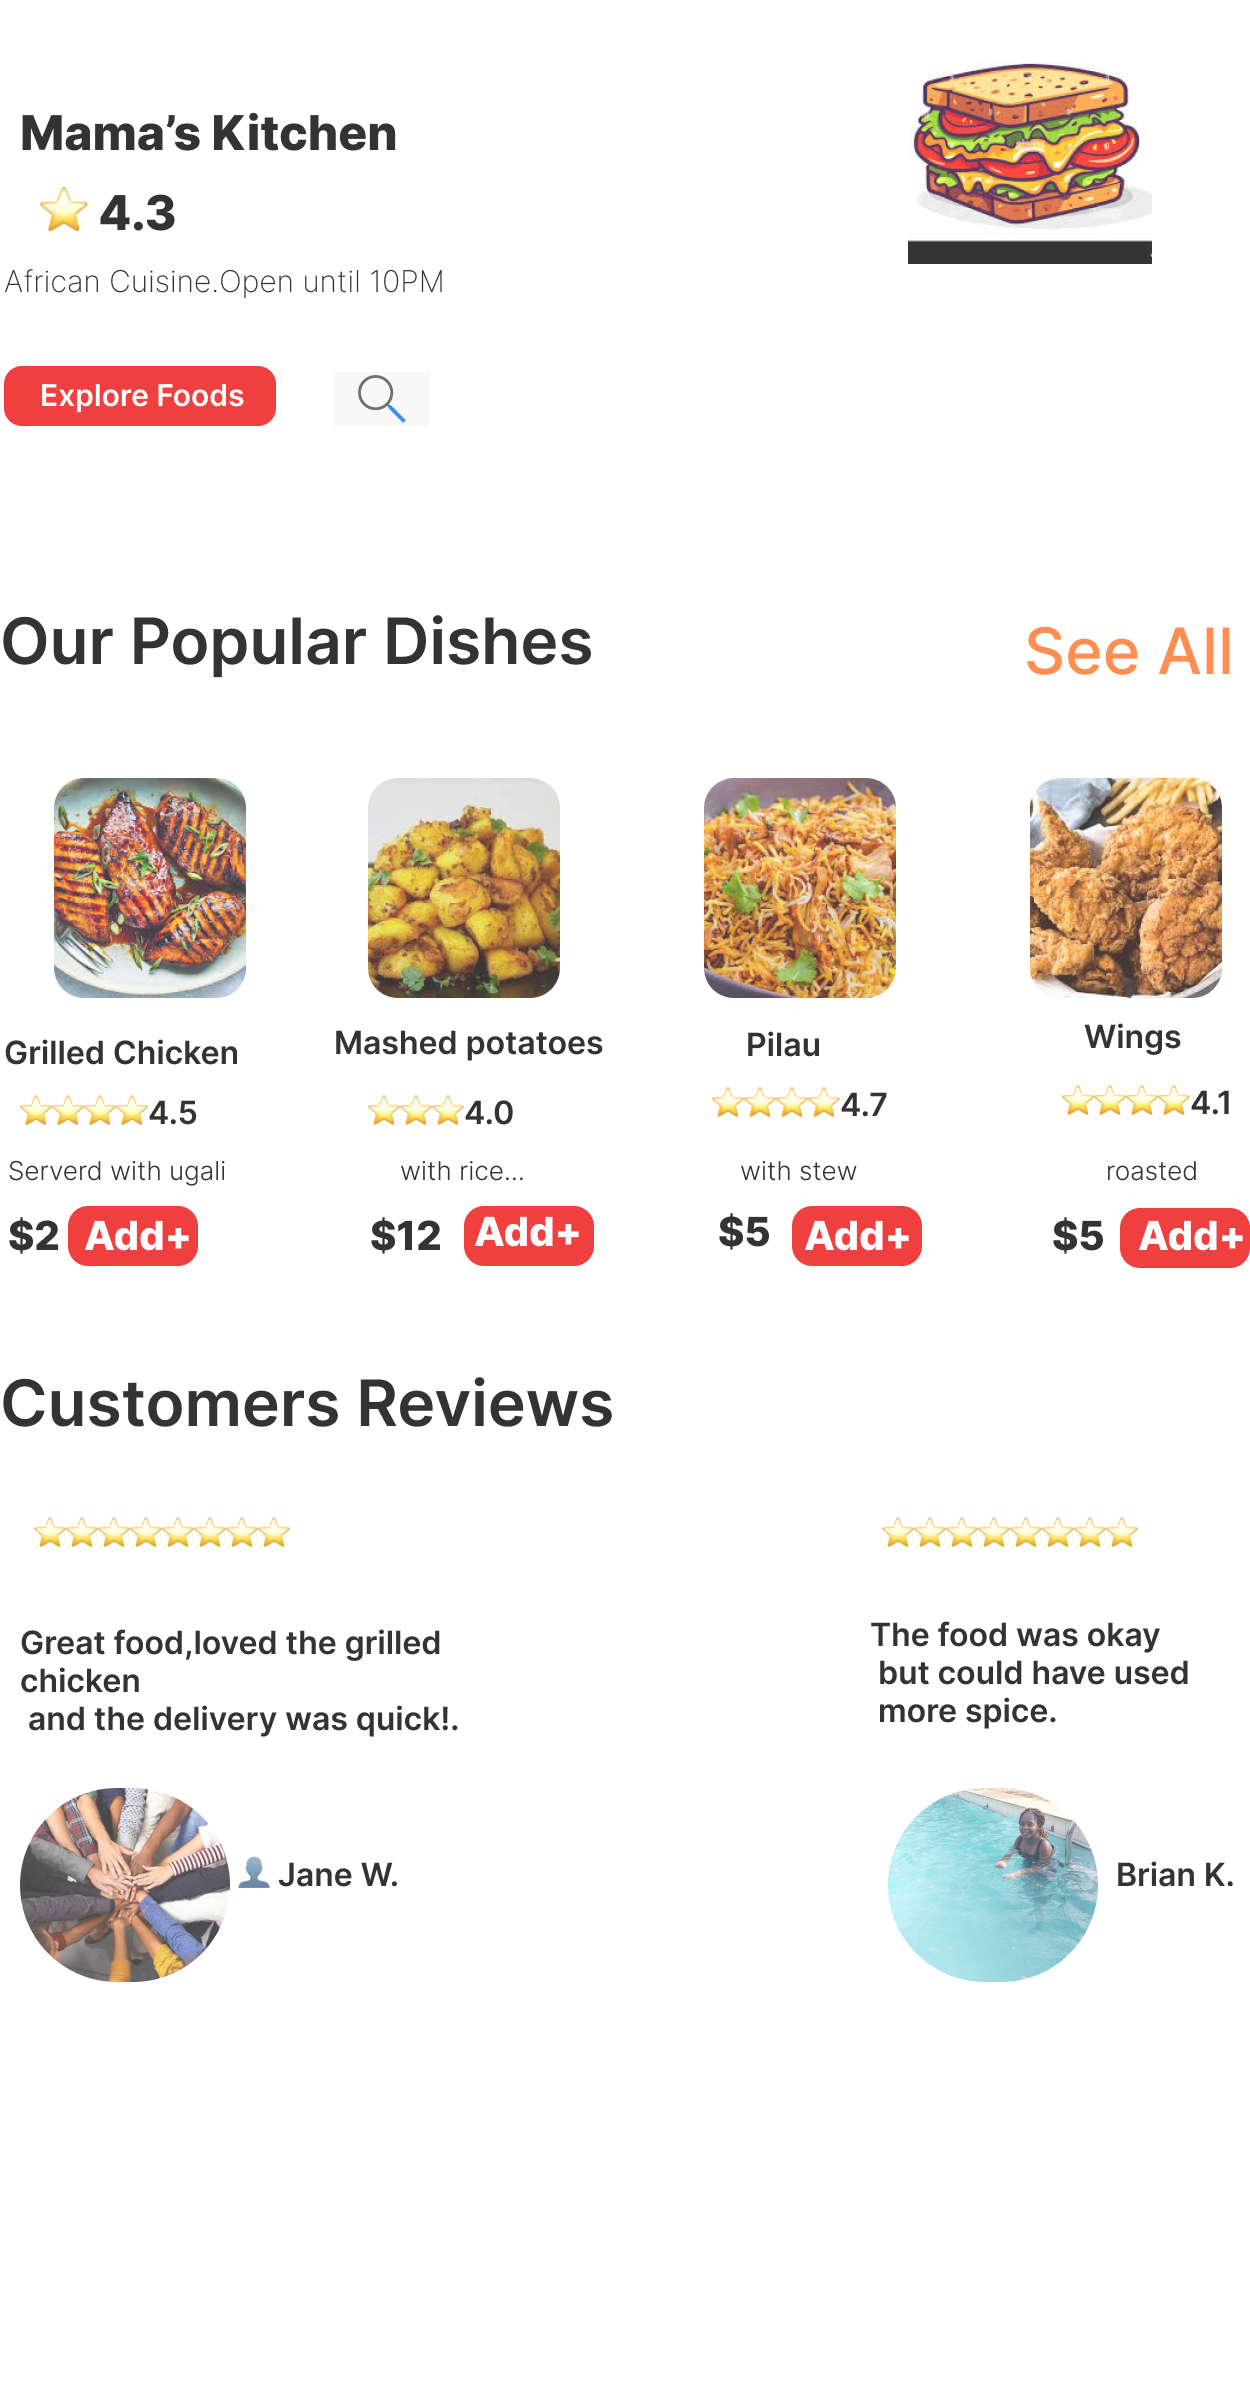 Mama’s Kitchen
⭐ 4.3
African Cuisine.Open until 10PM
Explore Foods
Our Popular Dishes
See All
Grilled Chicken
⭐⭐⭐⭐4.5
Serverd with ugali
$2 Add+
Mashed potatoes
⭐⭐⭐4.0
with rice...
$12 Add+
Pilau
⭐⭐⭐⭐4.7
with stew
$5 Add+
Wings
⭐⭐⭐⭐4.1
roasted
$5 Add+
Customers Reviews
⭐⭐⭐⭐⭐⭐⭐⭐
Great food,loved the grilled
chicken
and the delivery was quick!.
👤 Jane W.
⭐⭐⭐⭐⭐⭐⭐⭐
The food was okay
but could have used
more spice.
Brian K.